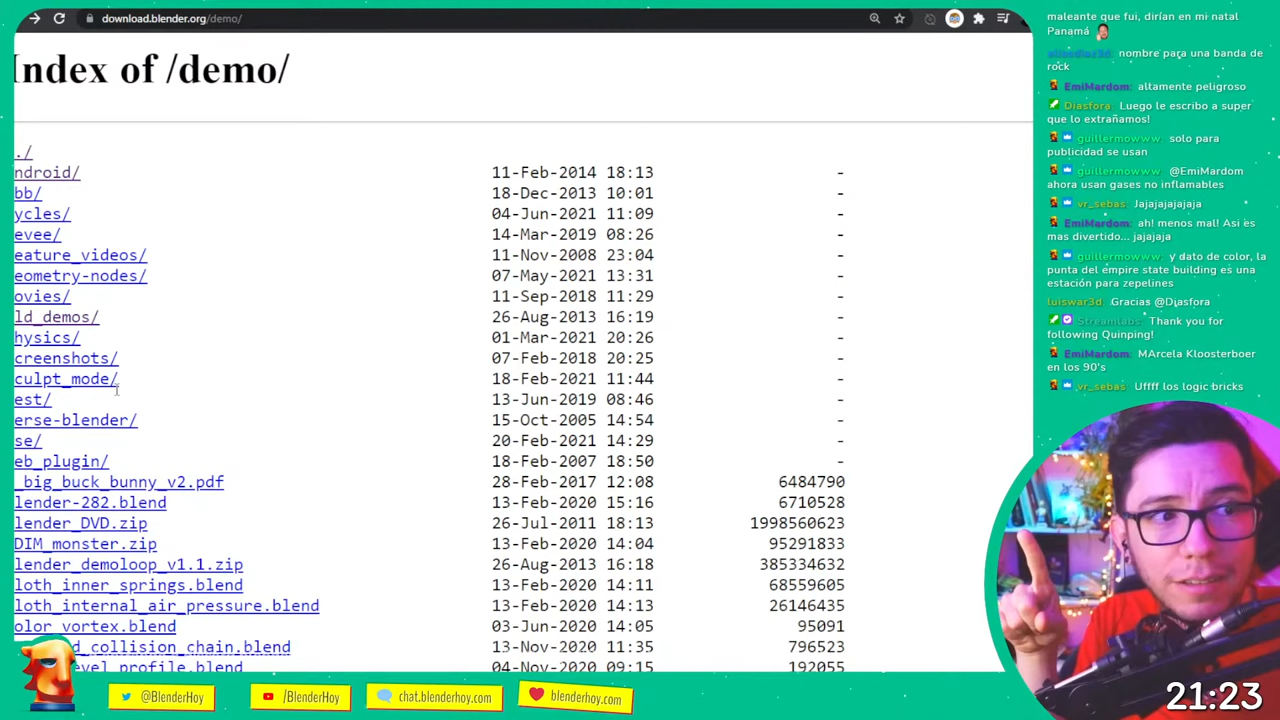 download.blender.org/demo/
Index of /demo/
./
ndroid/ 11-Feb-2014 18:13 -
bb/ 18-Dec-2013 10:01 -
ycles/ 04-Jun-2021 11:09 -
evee/ 14-Mar-2019 08:26 -
eature_videos/ 11-Nov-2008 23:04 -
eometry-nodes/ 07-May-2021 13:31 -
ovies/ 11-Sep-2018 11:29 -
ld_demos/ 26-Aug-2013 16:19 -
hysics/ 01-Mar-2021 20:26 -
creenshots/ 07-Feb-2018 20:25 -
culpt_mode/ 18-Feb-2021 11:44 -
est/ 13-Jun-2019 08:46 -
erse-blender/ 15-Oct-2005 14:54 -
se/ 20-Feb-2021 14:29 -
eb_plugin/ 18-Feb-2007 18:50 -
_big_buck_bunny_v2.pdf 28-Feb-2017 12:08 6484790
lender-282.blend 13-Feb-2020 15:16 6710528
lender_DVD.zip 26-Jul-2011 18:13 1998560623
DIM_monster.zip 13-Feb-2020 14:04 95291833
lender_demoloop_v1.1.zip 26-Aug-2013 16:18 385334632
loth_inner_springs.blend 13-Feb-2020 14:11 68559605
loth_internal_air_pressure.blend 13-Feb-2020 14:13 26146435
olor_vortex.blend 03-Jun-2020 14:05 95091
d_collision_chain.blend 13-Nov-2020 11:35 796523
evel_profile.blend 04-Nov-2020 09:15 192055
maleante que fui, dirían en mi natal
Panamá
nombre para una banda de
rock
EmiMardom: altamente peligroso
Diasfora: Luego le escribo a super
que lo extrañamos!
guillermowww: solo para
publicidad se usan
guillermowww: @EmiMardom
ahora usan gases no inflamables
vr_sebas: Jajajajajajaja
EmiMardom: ah! menos mal! Asi es
mas divertido... jajajaja
guillermowww: y dato de color, la
punta del empire state building es una
estación para zepelines
luiswar3d: Gracias @Diasfora
Streamlabs: Thank you for
following Quinping!
EmiMardom: MArcela Kloosterboer
en los 90's
vr_sebas: Uffff los logic bricks
@BlenderHoy
/BlenderHoy
chat.blenderhoy.com
blenderhoy.com
21:23